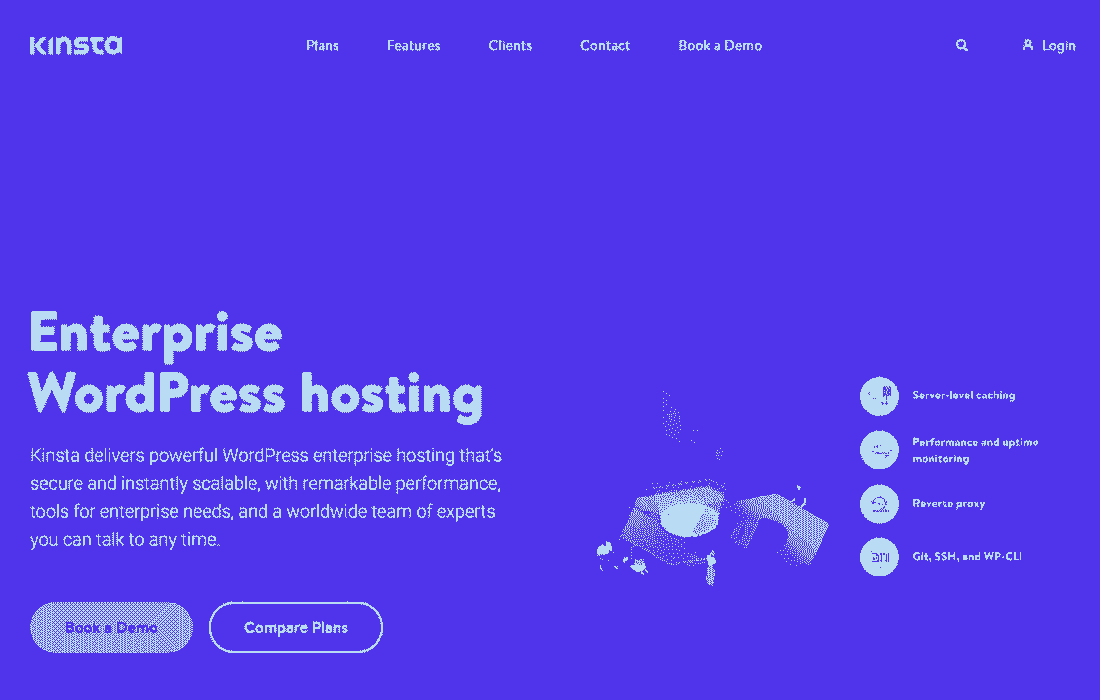 KINSTA
Plans
Features
Clients
Contact
Book a Demo
Login
Enterprise
WordPress hosting
Kinsta delivers powerful WordPress enterprise hosting that's
secure and instantly scalable, with remarkable performance,
tools for enterprise needs, and a worldwide team of experts
you can talk to any time.
Book a Demo
Compare Plans
Server-level caching
Performance and uptime
monitoring
Reverse proxy
Git, SSH, and WP-CLI